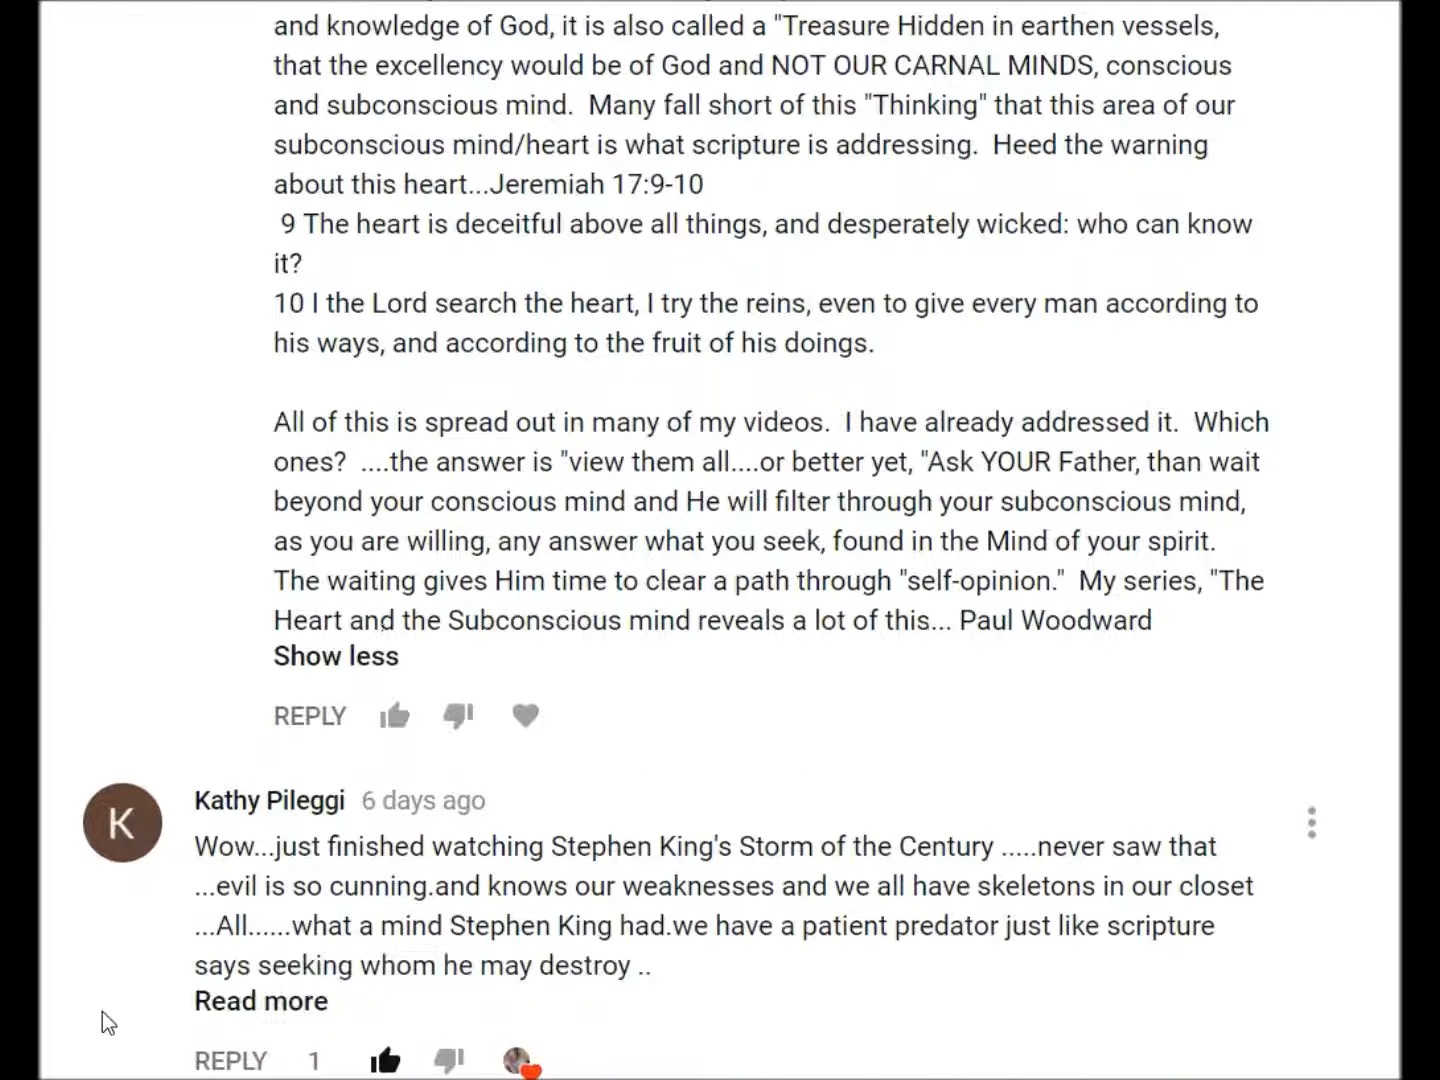 and knowledge of God, it is also called a "Treasure Hidden in earthen vessels,
that the excellency would be of God and NOT OUR CARNAL MINDS, conscious
and subconscious mind.  Many fall short of this "Thinking" that this area of our
subconscious mind/heart is what scripture is addressing.  Heed the warning
about this heart...Jeremiah 17:9-10
9 The heart is deceitful above all things, and desperately wicked: who can know
it?
10 I the Lord search the heart, I try the reins, even to give every man according to
his ways, and according to the fruit of his doings.
All of this is spread out in many of my videos.  I have already addressed it.  Which
ones?  ....the answer is "view them all....or better yet, "Ask YOUR Father, than wait
beyond your conscious mind and He will filter through your subconscious mind,
as you are willing, any answer what you seek, found in the Mind of your spirit.
The waiting gives Him time to clear a path through "self-opinion."  My series, "The
Heart and the Subconscious mind reveals a lot of this... Paul Woodward
Show less
REPLY
K
Kathy Pileggi 6 days ago
Wow...just finished watching Stephen King's Storm of the Century .....never saw that
...evil is so cunning.and knows our weaknesses and we all have skeletons in our closet
...All......what a mind Stephen King had.we have a patient predator just like scripture
says seeking whom he may destroy ..
Read more
REPLY 1